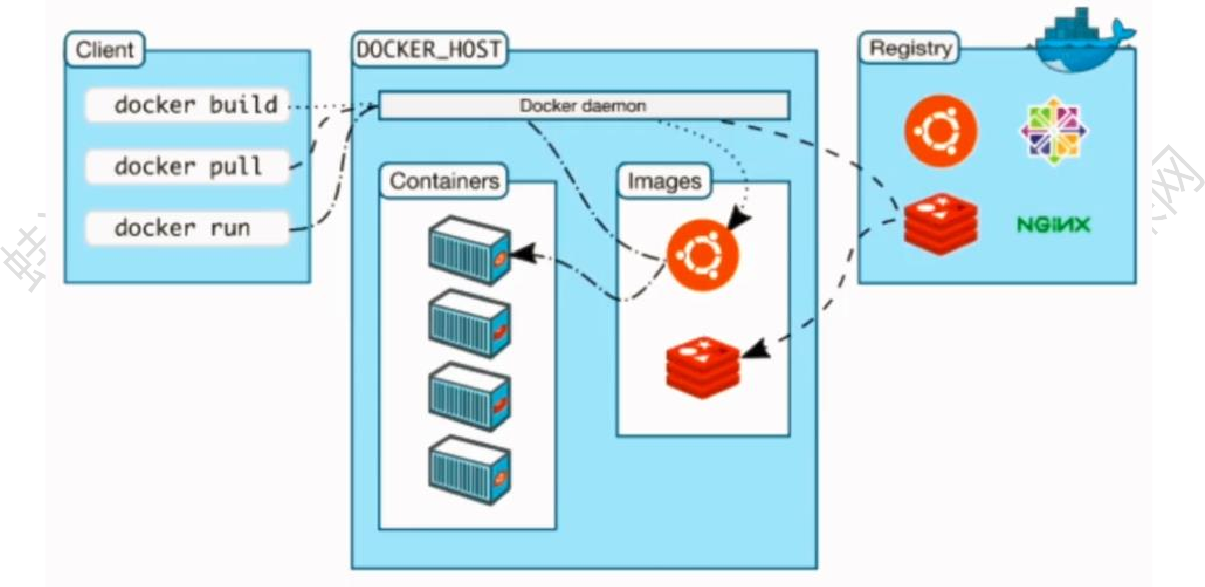 Client
docker build
docker pull
docker run
DOCKER_HOST
Docker daemon
Containers
Images
Registry
NGINX